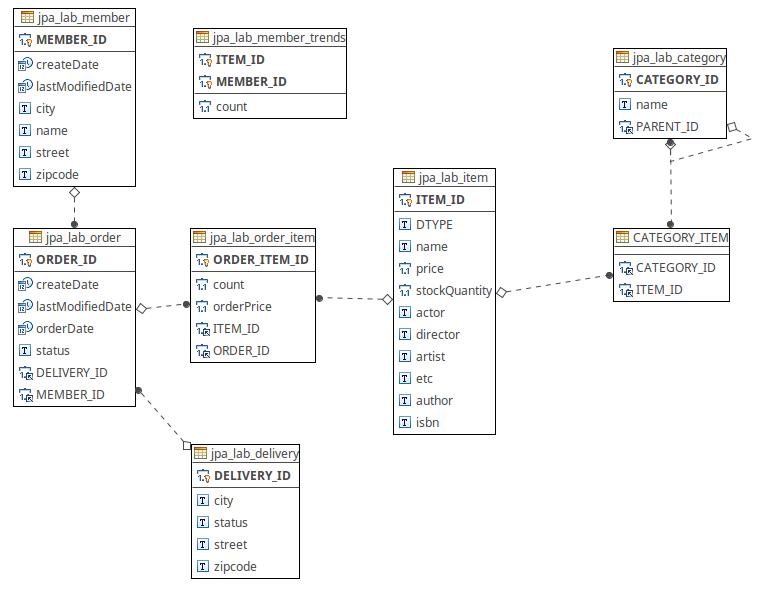 jpa_lab_member
MEMBER_ID
createDate
lastModifiedDate
city
name
street
zipcode
jpa_lab_member_trends
ITEM_ID
MEMBER_ID
count
jpa_lab_category
CATEGORY_ID
name
PARENT_ID
jpa_lab_order
ORDER_ID
createDate
lastModifiedDate
orderDate
status
DELIVERY_ID
MEMBER_ID
jpa_lab_order_item
ORDER_ITEM_ID
count
orderPrice
ITEM_ID
ORDER_ID
jpa_lab_item
ITEM_ID
DTYPE
name
price
stockQuantity
actor
director
artist
etc
author
isbn
CATEGORY_ITEM
CATEGORY_ID
ITEM_ID
jpa_lab_delivery
DELIVERY_ID
city
status
street
zipcode